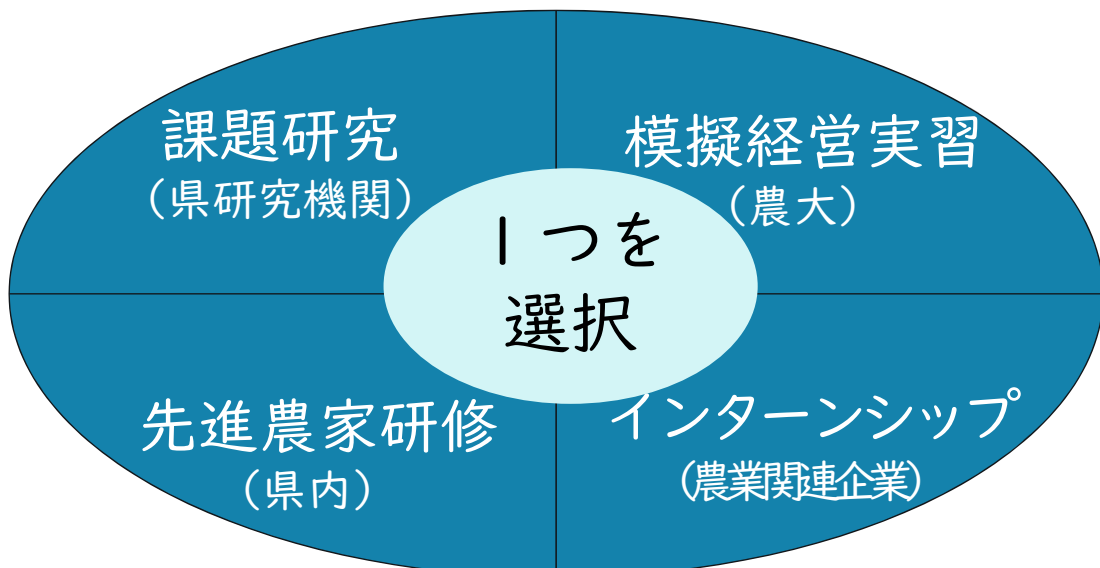 課題研究
（県研究機関）
模擬経営実習
（農大）
1つを
選択
先進農家研修
（県内）
インターンシップ
（農業関連企業）